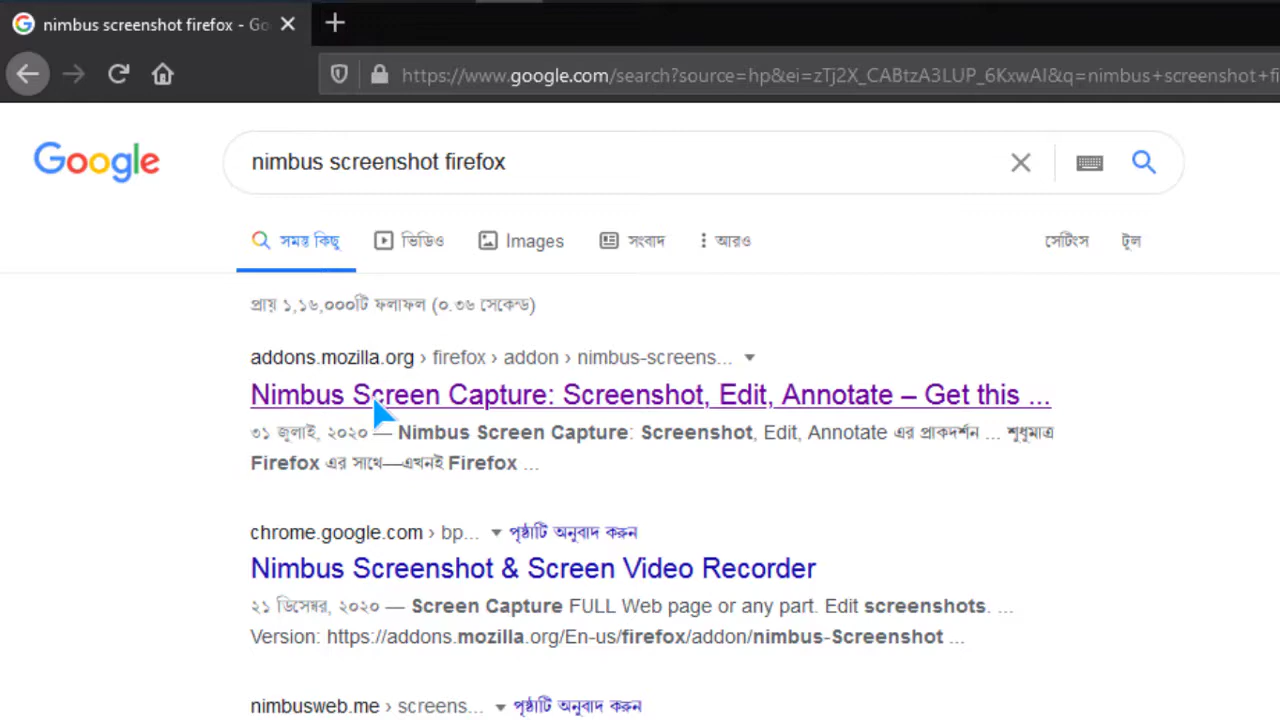 nimbus screenshot firefox - Go
https://www.google.com/search?source=hp&ei=zTj2X_CABtzA3LUP_6KxwAI&q=nimbus+screenshot+fi
Google
nimbus screenshot firefox
সমস্ত কিছু ভিডিও Images সংবাদ আরও সেটিংস টুল
প্রায় ১,১৬,০০০টি ফলাফল (০.৩৬ সেকেন্ড)
addons.mozilla.org › firefox › addon › nimbus-screens...
Nimbus Screen Capture: Screenshot, Edit, Annotate – Get this ...
৩১ জুলাই, ২০২০ — Nimbus Screen Capture: Screenshot, Edit, Annotate এর প্রাকদর্শন ... শুধুমাত্র
Firefox এর সাথে—এখনই Firefox ...
chrome.google.com › bp... পৃষ্ঠাটি অনুবাদ করুন
Nimbus Screenshot & Screen Video Recorder
২১ ডিসেম্বর, ২০২০ — Screen Capture FULL Web page or any part. Edit screenshots. ...
Version: https://addons.mozilla.org/En-us/firefox/addon/nimbus-Screenshot ...
nimbusweb.me › screens... পৃষ্ঠাটি অনুবাদ করুন